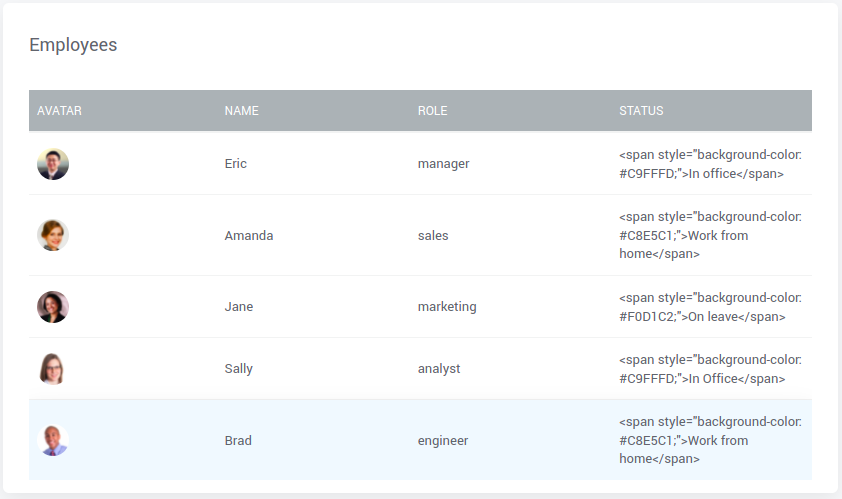 Employees
AVATAR NAME ROLE STATUS
Eric manager <span style="background-color:
#C9FFFD;">In office</span>
Amanda sales <span style="background-color:
#C8E5C1;">Work from
home</span>
Jane marketing <span style="background-color:
#F0D1C2;">On leave</span>
Sally analyst <span style="background-color:
#C9FFFD;">In Office</span>
Brad engineer <span style="background-color:
#C8E5C1;">Work from
home</span>